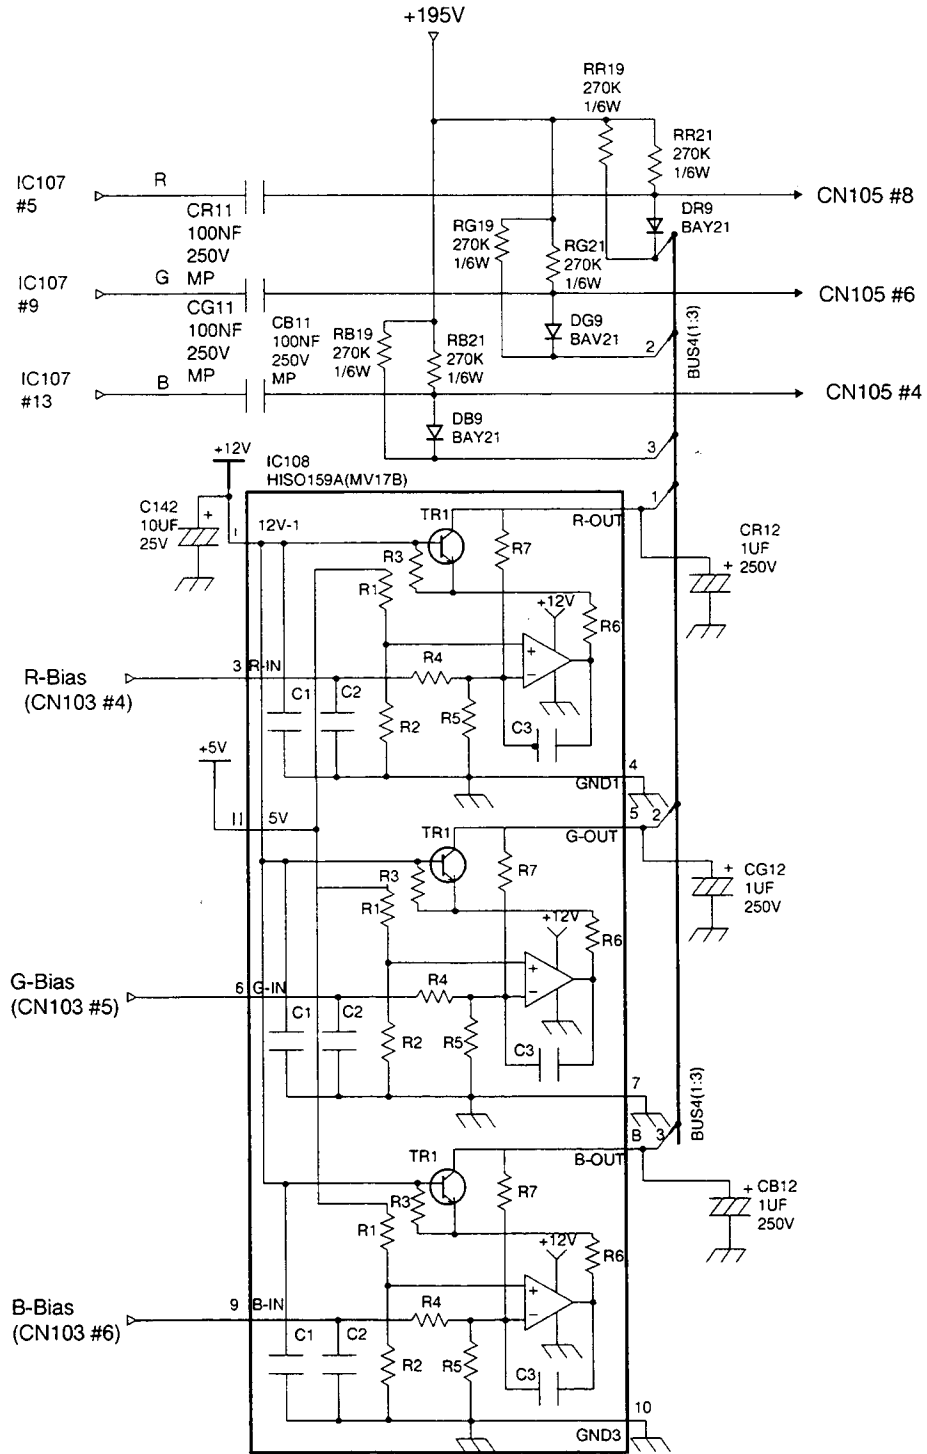 +195V
RR19
270K
1/6W
RR21
270K
1/6W
IC107
#5
R
CR11
100NF
250V
MP
DR9
BAY21
CN105 #8
RG19
270K
1/6W
RG21
270K
1/6W
IC107
#9
G
CG11
100NF
250V
MP
CN105 #6
CB11
100NF
250V
MP
RB19
270K
1/6W
RB21
270K
1/6W
DG9
BAV21
2
BUS4(1:3)
IC107
#13
B
CN105 #4
DB9
BAY21
3
+12V
IC108
HISO159A(MV17B)
C142
10UF
25V
+
1
12V-1
TR1
R3
R7
R-OUT
1
CR12
1UF
250V
+
R1
+12V
R6
+
−
R-Bias
(CN103 #4)
3
R-IN
R4
C1
C2
R2
R5
C3
+5V
4
GND1
11
5V
5
2
TR1
G-OUT
R3
R7
R1
+12V
R6
+
−
+
CG12
1UF
250V
G-Bias
(CN103 #5)
6
G-IN
R4
C1
C2
R2
R5
C3
7
BUS4(1:3)
B
3
TR1
B-OUT
R3
R7
R1
+12V
R6
+
−
+
CB12
1UF
250V
B-Bias
(CN103 #6)
9
B-IN
R4
C1
C2
R2
R5
C3
10
GND3